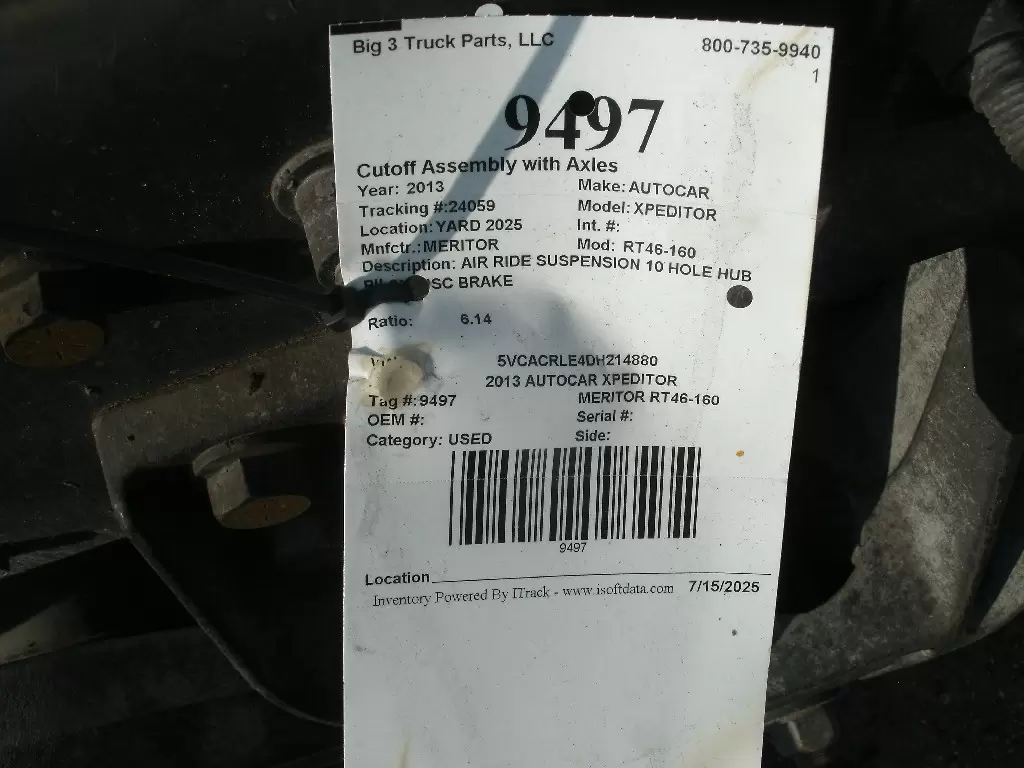 Big 3 Truck Parts, LLC 800-735-9940
1
9497
Cutoff Assembly with Axles
Year: 2013 Make: AUTOCAR
Tracking #:24059 Model: XPEDITOR
Location: YARD 2025 Int. #:
Mnfctr.: MERITOR Mod: RT46-160
Description: AIR RIDE SUSPENSION 10 HOLE HUB
BRAKE
Ratio: 6.14
5VCACRLE4DH214880
2013 AUTOCAR XPEDITOR
Tag #: 9497 MERITOR RT46-160
OEM #: Serial #:
Category: USED Side:
9497
Location
Inventory Powered By ITrack - www.isoftdata.com 7/15/2025